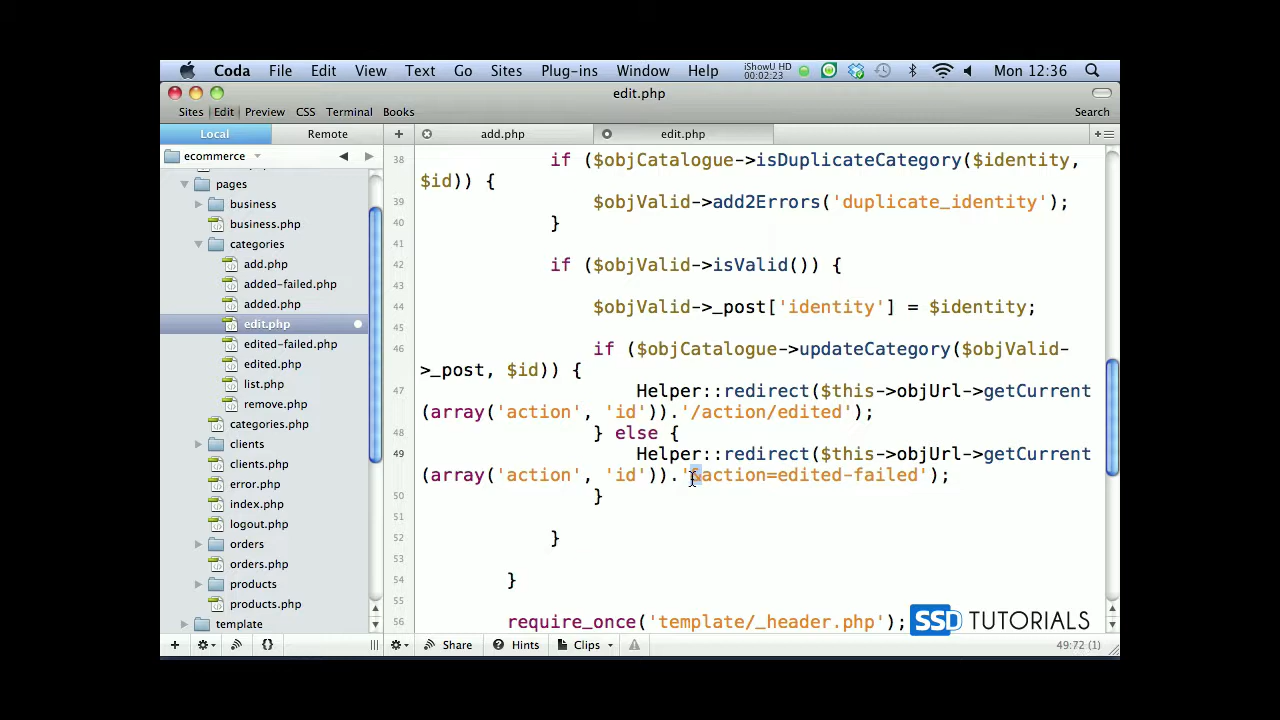 Coda File Edit View Text Go Sites Plug-ins Window Help iShowU HD 00:02:23 Mon 12:36
edit.php
Sites Edit Preview CSS Terminal Books Search
Local Remote add.php edit.php
ecommerce
pages
business
business.php
categories
add.php
added-failed.php
added.php
edit.php
edited-failed.php
edited.php
list.php
remove.php
categories.php
clients
clients.php
error.php
index.php
logout.php
orders
orders.php
products
products.php
template
38 if ($objCatalogue->isDuplicateCategory($identity,
$id)) {
39 $objValid->add2Errors('duplicate_identity');
40 }
41
42 if ($objValid->isValid()) {
43
44 $objValid->_post['identity'] = $identity;
45
46 if ($objCatalogue->updateCategory($objValid-
>_post, $id)) {
47 Helper::redirect($this->objUrl->getCurrent
(array('action', 'id')).'/action/edited');
48 } else {
49 Helper::redirect($this->objUrl->getCurrent
(array('action', 'id')).'&action=edited-failed');
50 }
51
52 }
53
54 }
55
56 require_once('template/_header.php');
SSD TUTORIALS
Share Hints Clips 49:72 (1)